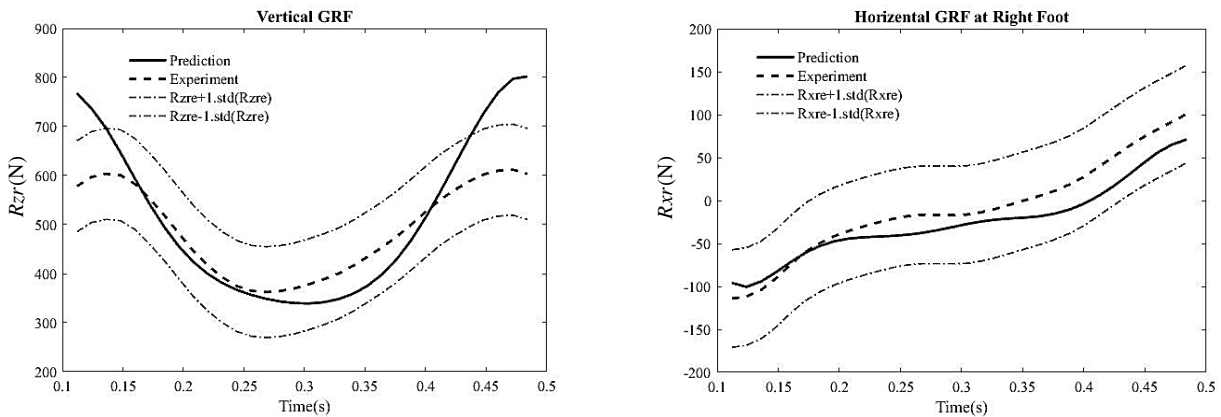 Vertical GRF
900
800
700
600
500
400
300
200
Rzr(N)
Prediction
Experiment
Rzre+1.std(Rzre)
Rzre-1.std(Rzre)
0.1 0.15 0.2 0.25 0.3 0.35 0.4 0.45 0.5
Time(s)
Horizental GRF at Right Foot
200
150
100
50
0
-50
-100
-150
-200
Rxr(N)
Prediction
Experiment
Rxre+1.std(Rxre)
Rxre-1.std(Rxre)
0.1 0.15 0.2 0.25 0.3 0.35 0.4 0.45 0.5
Time(s)